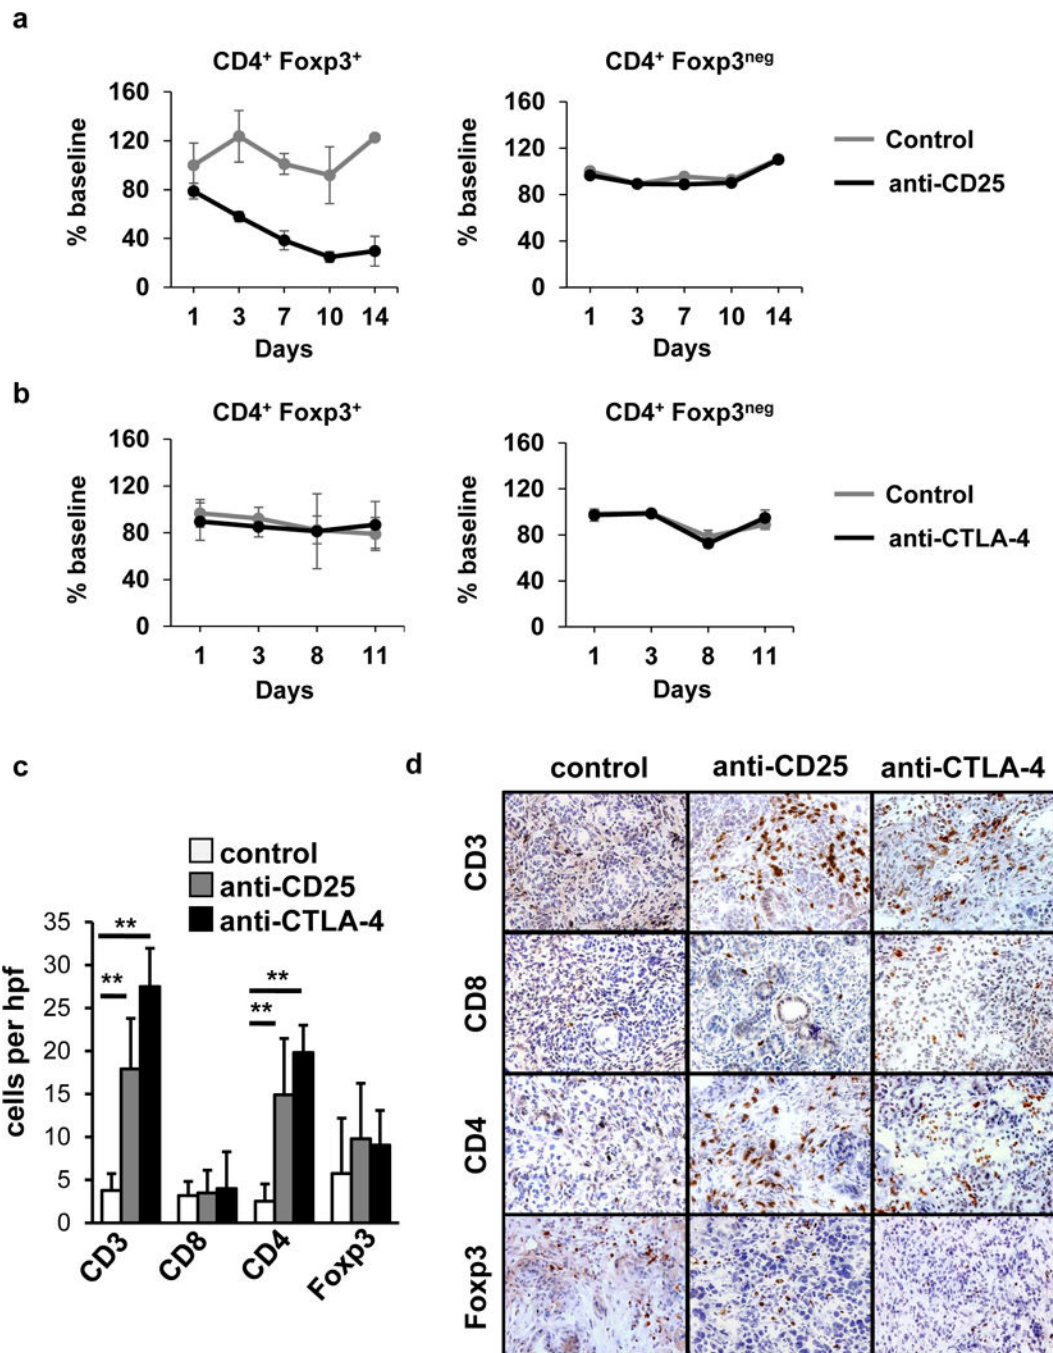 a
CD4⁺ Foxp3⁺
% baseline
160
120
80
40
0
1 3 7 10 14
Days
CD4⁺ Foxp3ⁿᵉᵍ
% baseline
160
120
80
40
0
1 3 7 10 14
Days
Control
anti-CD25
b
CD4⁺ Foxp3⁺
% baseline
160
120
80
40
0
1 3 8 11
Days
CD4⁺ Foxp3ⁿᵉᵍ
% baseline
160
120
80
40
0
1 3 8 11
Days
Control
anti-CTLA-4
c
control
anti-CD25
anti-CTLA-4
cells per hpf
35
30
25
20
15
10
5
0
**
**
**
**
CD3 CD8 CD4 Foxp3
d
control anti-CD25 anti-CTLA-4
CD3
CD8
CD4
Foxp3